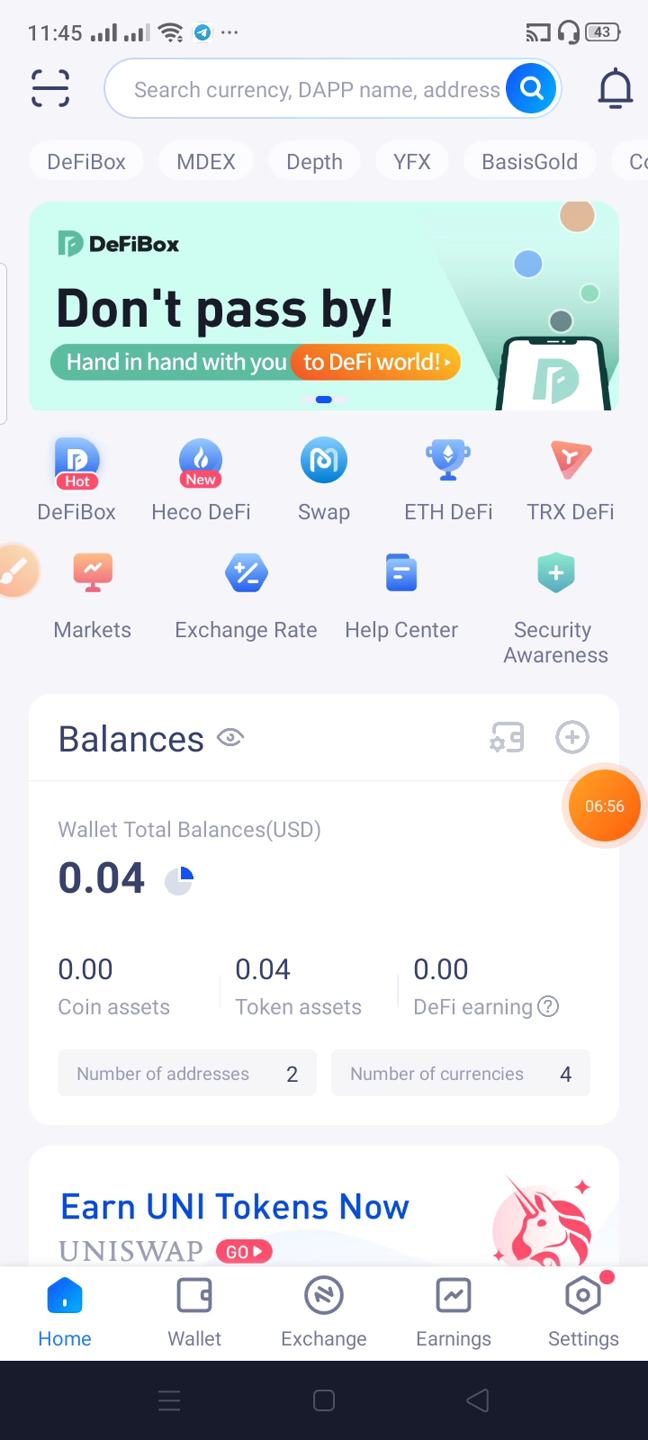 11:45 ... 43
Search currency, DAPP name, address
DeFiBox MDEX Depth YFX BasisGold
DeFiBox
Don't pass by!
Hand in hand with you to DeFi world!
Hot New
DeFiBox Heco DeFi Swap ETH DeFi TRX DeFi
Markets Exchange Rate Help Center Security
Awareness
Balances
06:56
Wallet Total Balances(USD)
0.04
0.00 0.04 0.00
Coin assets Token assets DeFi earning ?
Number of addresses 2 Number of currencies 4
Earn UNI Tokens Now
UNISWAP GO
Home Wallet Exchange Earnings Settings